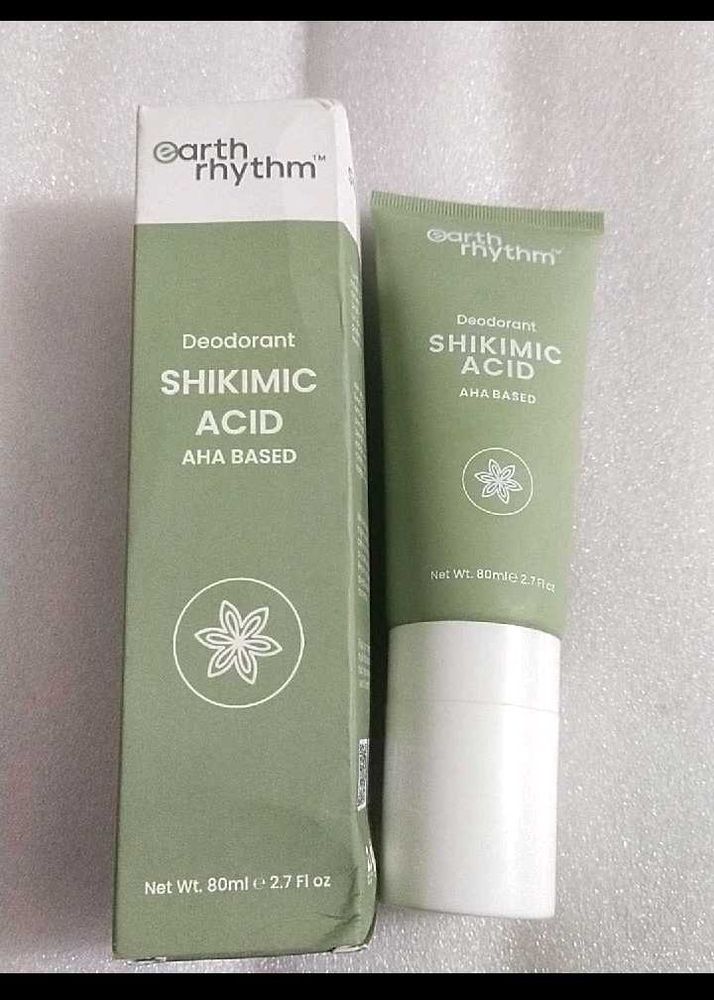 earth
rhythm™
Deodorant
SHIKIMIC
ACID
AHA BASED
Net Wt. 80ml ℮ 2.7 Fl oz
earth
rhythm™
Deodorant
SHIKIMIC
ACID
AHA BASED
Net Wt. 80ml℮ 2.7 Fl oz